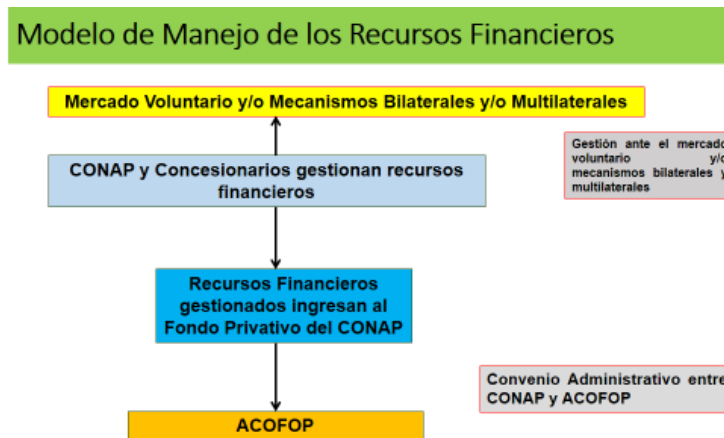 Modelo de Manejo de los Recursos Financieros
Mercado Voluntario y/o Mecanismos Bilaterales y/o Multilaterales
Gestión ante el mercado
voluntario y/o
mecanismos bilaterales y
multilaterales
CONAP y Concesionarios gestionan recursos
financieros
Recursos Financieros
gestionados ingresan al
Fondo Privativo del CONAP
Convenio Administrativo entre
CONAP y ACOFOP
ACOFOP